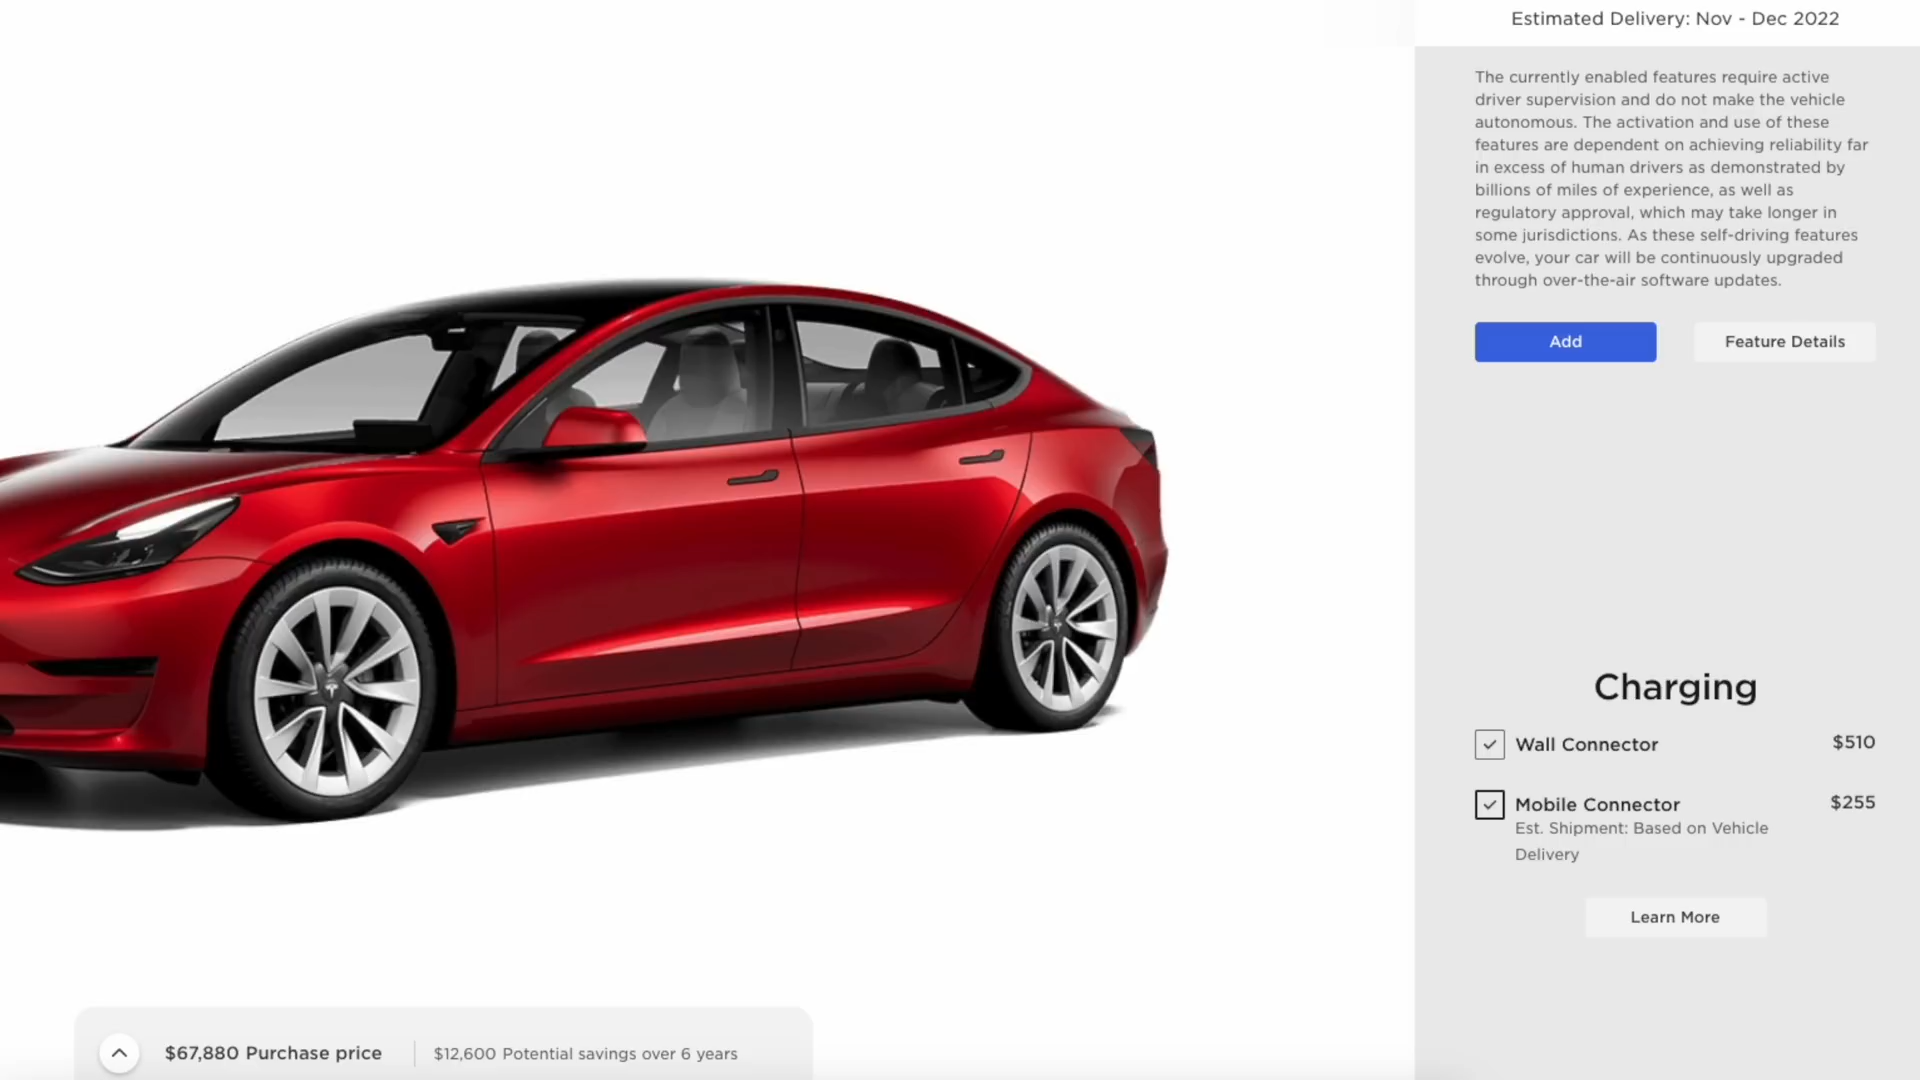 Estimated Delivery: Nov - Dec 2022
The currently enabled features require active
driver supervision and do not make the vehicle
autonomous. The activation and use of these
features are dependent on achieving reliability far
in excess of human drivers as demonstrated by
billions of miles of experience, as well as
regulatory approval, which may take longer in
some jurisdictions. As these self-driving features
evolve, your car will be continuously upgraded
through over-the-air software updates.
Add
Feature Details
Charging
Wall Connector $510
Mobile Connector $255
Est. Shipment: Based on Vehicle
Delivery
Learn More
$67,880 Purchase price
$12,600 Potential savings over 6 years